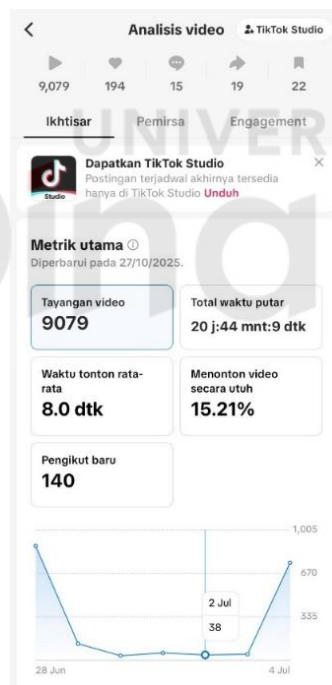 Analisis video
TikTok Studio
9,079 194 15 19 22
Ikhtisar Pemirsa Engagement
UNIVER
Dapatkan TikTok Studio
Postingan terjadwal akhirnya tersedia
hanya di TikTok Studio Unduh
Studio
Metrik utama
Diperbarui pada 27/10/2025.
Tayangan video
9079
Total waktu putar
20 j:44 mnt:9 dtk
Waktu tonton rata-
rata
8.0 dtk
Menonton video
secara utuh
15.21%
Pengikut baru
140
1,005
670
335
2 Jul
38
28 Jun
4 Jul